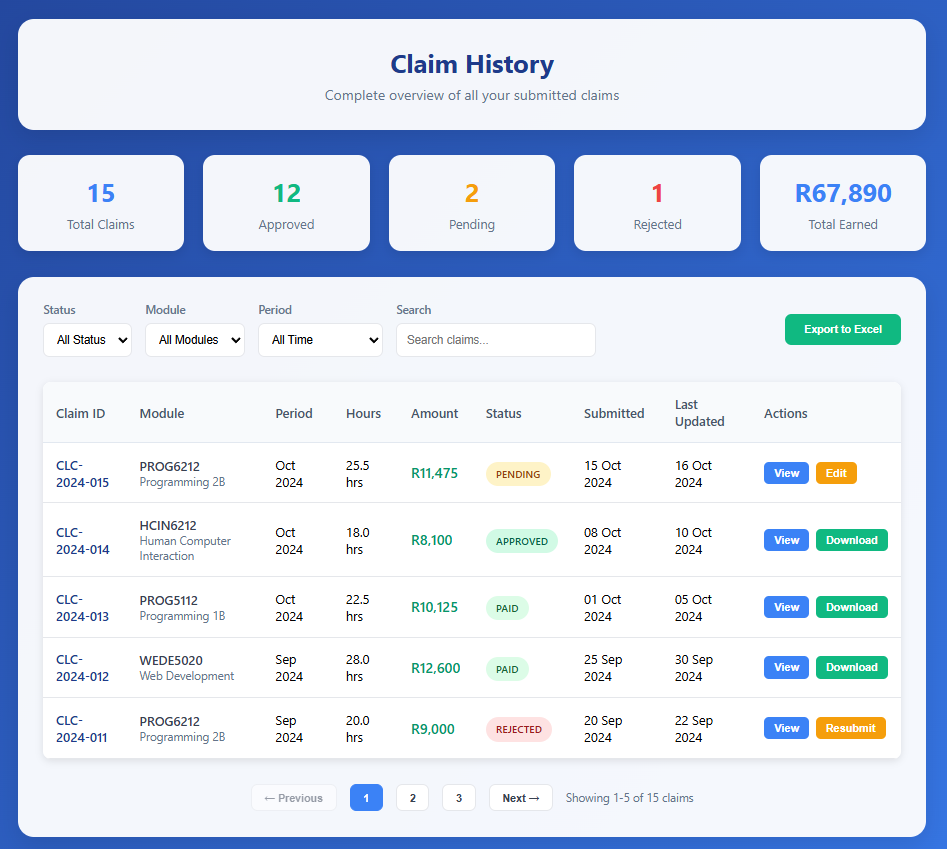 Claim History
Complete overview of all your submitted claims
15
Total Claims
12
Approved
2
Pending
1
Rejected
R67,890
Total Earned
Status
Module
Period
Search
All Status
All Modules
All Time
Search claims...
Export to Excel
Claim ID Module Period Hours Amount Status Submitted Last Updated Actions
CLC-2024-015 PROG6212 Programming 2B Oct 2024 25.5 hrs R11,475 PENDING 15 Oct 2024 16 Oct 2024 View Edit
CLC-2024-014 HCIN6212 Human Computer Interaction Oct 2024 18.0 hrs R8,100 APPROVED 08 Oct 2024 10 Oct 2024 View Download
CLC-2024-013 PROG5112 Programming 1B Oct 2024 22.5 hrs R10,125 PAID 01 Oct 2024 05 Oct 2024 View Download
CLC-2024-012 WEDE5020 Web Development Sep 2024 28.0 hrs R12,600 PAID 25 Sep 2024 30 Sep 2024 View Download
CLC-2024-011 PROG6212 Programming 2B Sep 2024 20.0 hrs R9,000 REJECTED 20 Sep 2024 22 Sep 2024 View Resubmit
← Previous 1 2 3 Next → Showing 1-5 of 15 claims